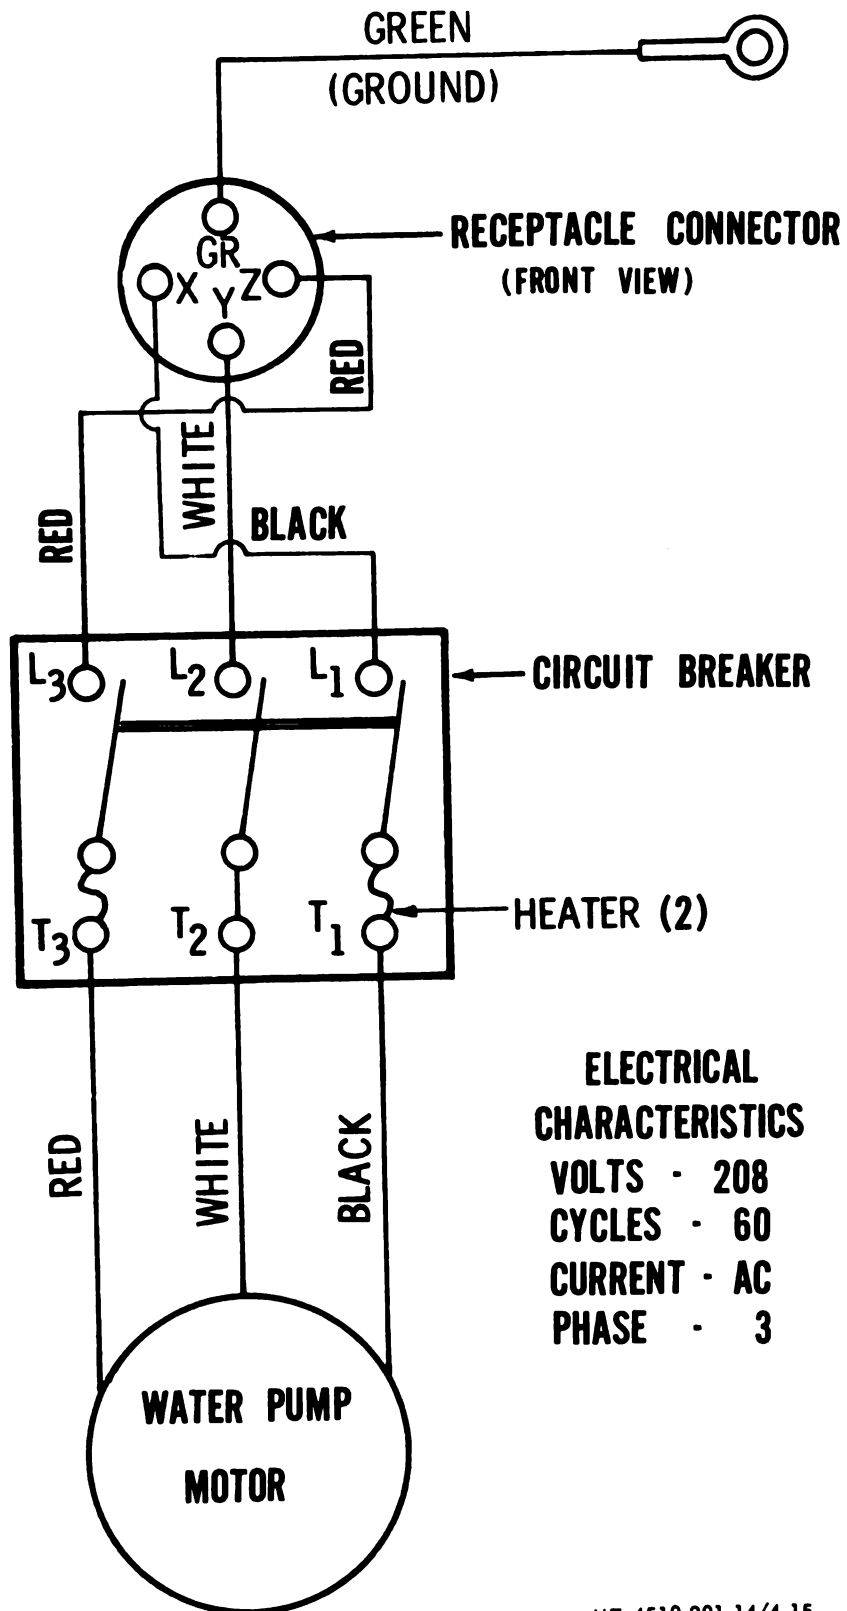 GREEN
(GROUND)
RECEPTACLE CONNECTOR
(FRONT VIEW)
GR
X Y Z
RED
WHITE
BLACK
RED
L3 L2 L1
CIRCUIT BREAKER
T3 T2 T1
HEATER (2)
RED
WHITE
BLACK
ELECTRICAL
CHARACTERISTICS
VOLTS - 208
CYCLES - 60
CURRENT - AC
PHASE - 3
WATER PUMP
MOTOR